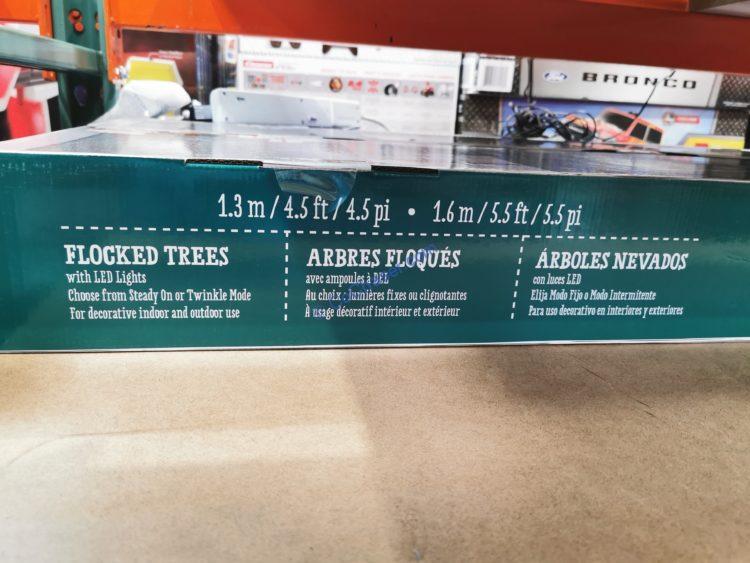 BRONCO
1.3 m / 4.5 ft / 4.5 pi • 1.6 m / 5.5 ft / 5.5 pi
FLOCKED TREES
with LED Lights
Choose from Steady On or Twinkle Mode
For decorative indoor and outdoor use
ARBRES FLOQUÉS
avec ampoules à DEL
Au choix : lumières fixes ou clignotantes
À usage décoratif intérieur et extérieur
ÁRBOLES NEVADOS
con luces LED
Elija Modo Fijo o Modo Intermitente
Para uso decorativo en interiores y exteriores